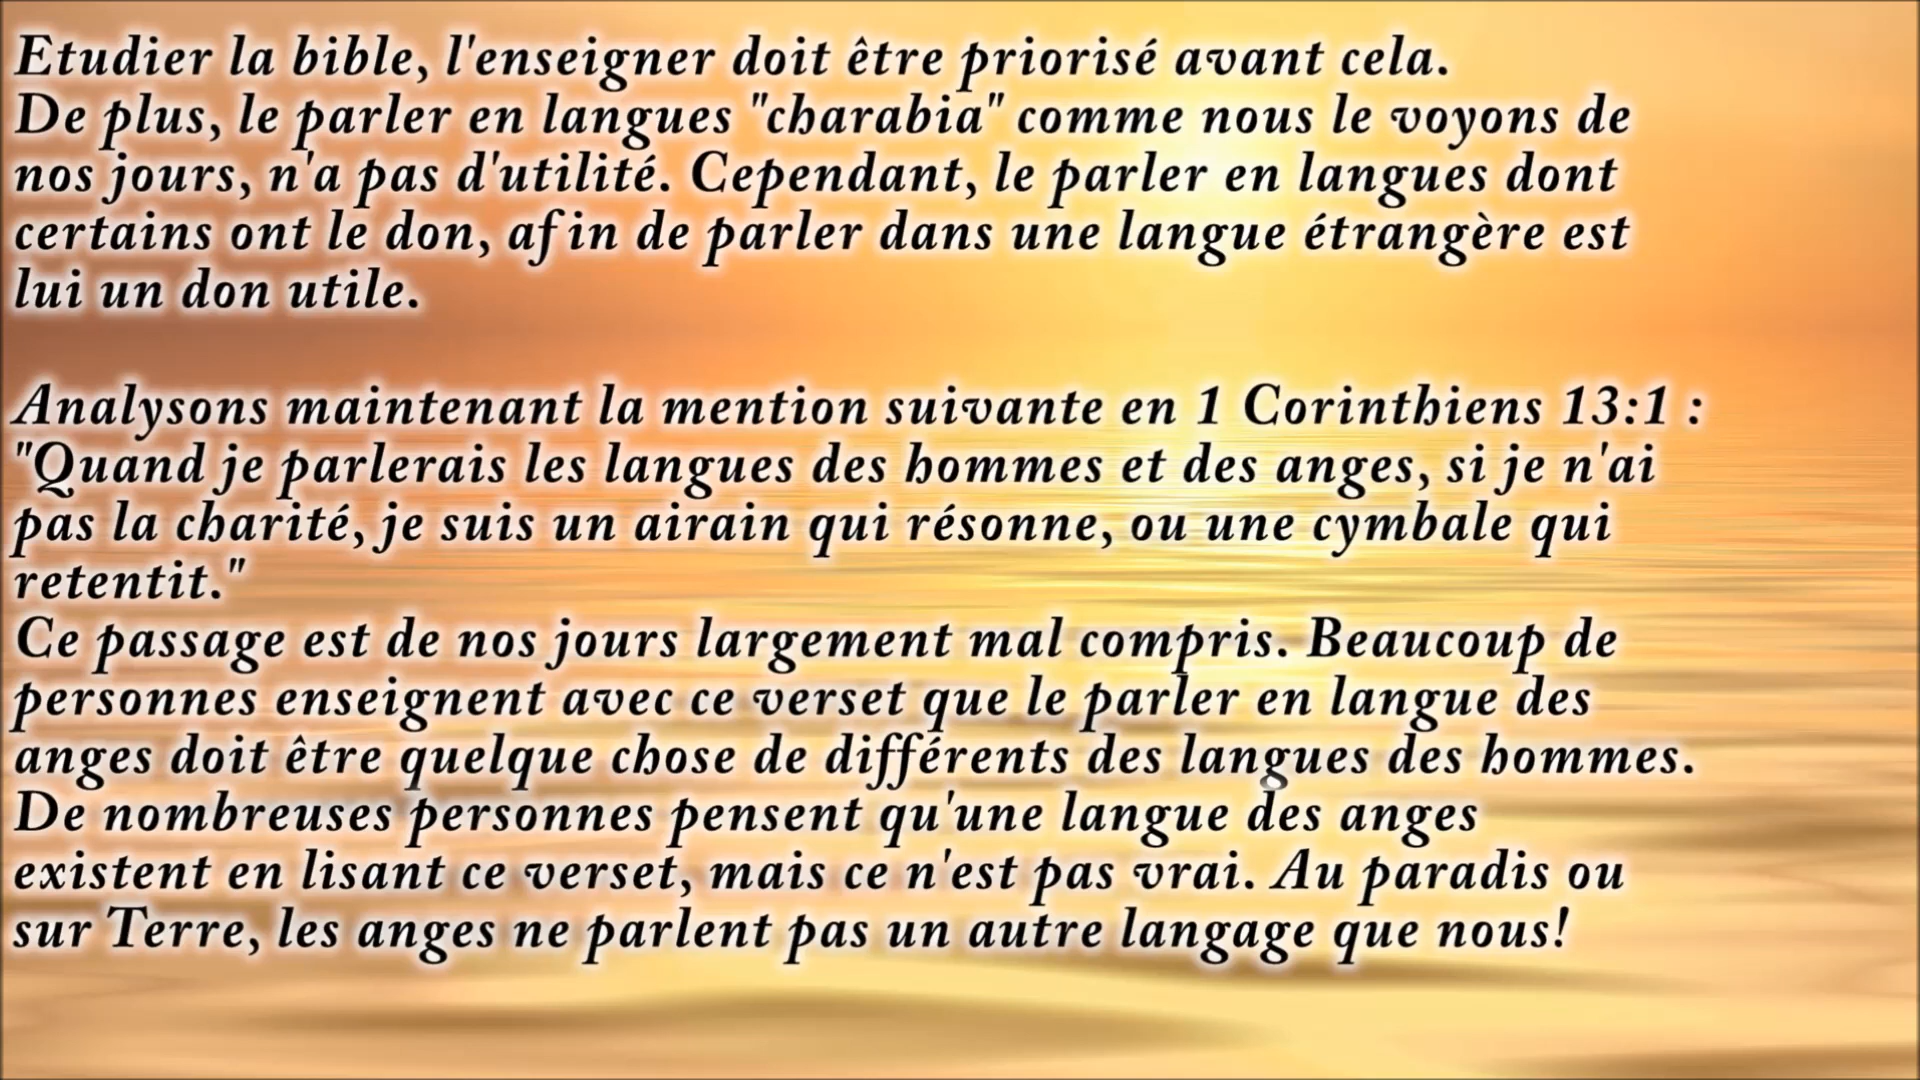 Etudier la bible, l'enseigner doit être priorisé avant cela.
De plus, le parler en langues "charabia" comme nous le voyons de
nos jours, n'a pas d'utilité. Cependant, le parler en langues dont
certains ont le don, afin de parler dans une langue étrangère est
lui un don utile.
Analysons maintenant la mention suivante en 1 Corinthiens 13:1 :
"Quand je parlerais les langues des hommes et des anges, si je n'ai
pas la charité, je suis un airain qui résonne, ou une cymbale qui
retentit."
Ce passage est de nos jours largement mal compris. Beaucoup de
personnes enseignent avec ce verset que le parler en langue des
anges doit être quelque chose de différents des langues des hommes.
De nombreuses personnes pensent qu'une langue des anges
existent en lisant ce verset, mais ce n'est pas vrai. Au paradis ou
sur Terre, les anges ne parlent pas un autre langage que nous!